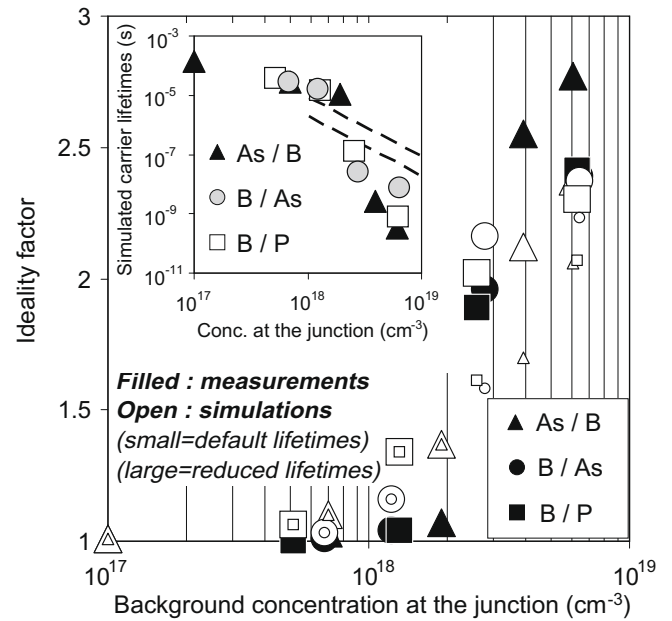 3
2.5
2
1.5
1
Ideality factor
10^-3
10^-5
10^-7
10^-9
10^-11
Simulated carrier lifetimes (s)
As / B
B / As
B / P
10^17 10^18 10^19
Conc. at the junction (cm^-3)
Filled : measurements
Open : simulations
(small=default lifetimes)
(large=reduced lifetimes)
As / B
B / As
B / P
10^17 10^18 10^19
Background concentration at the junction (cm^-3)